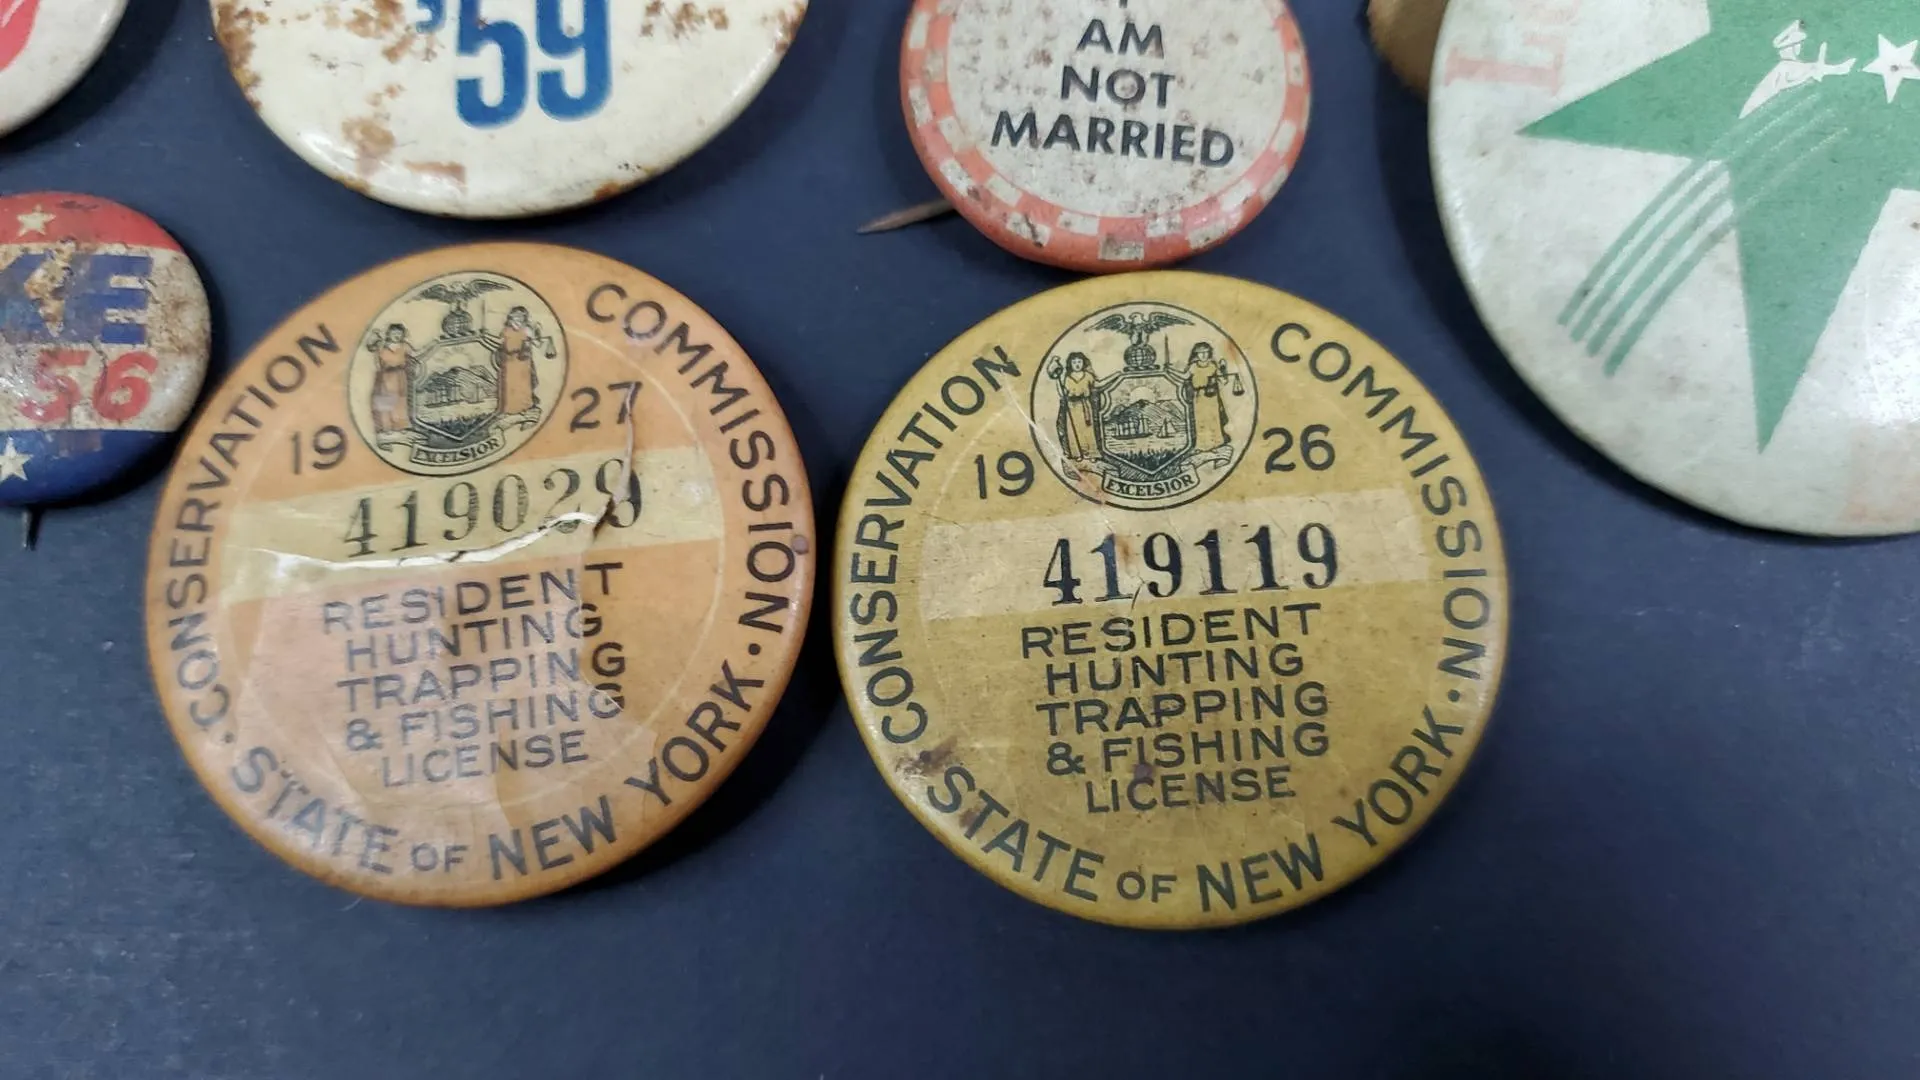 '59
AM
NOT
MARRIED
KE
56
CONSERVATION COMMISSION · STATE OF NEW YORK ·
19 27
EXCELSIOR
419029
RESIDENT
HUNTING
TRAPPING
& FISHING
LICENSE
CONSERVATION COMMISSION · STATE OF NEW YORK ·
19 26
EXCELSIOR
419119
RESIDENT
HUNTING
TRAPPING
& FISHING
LICENSE